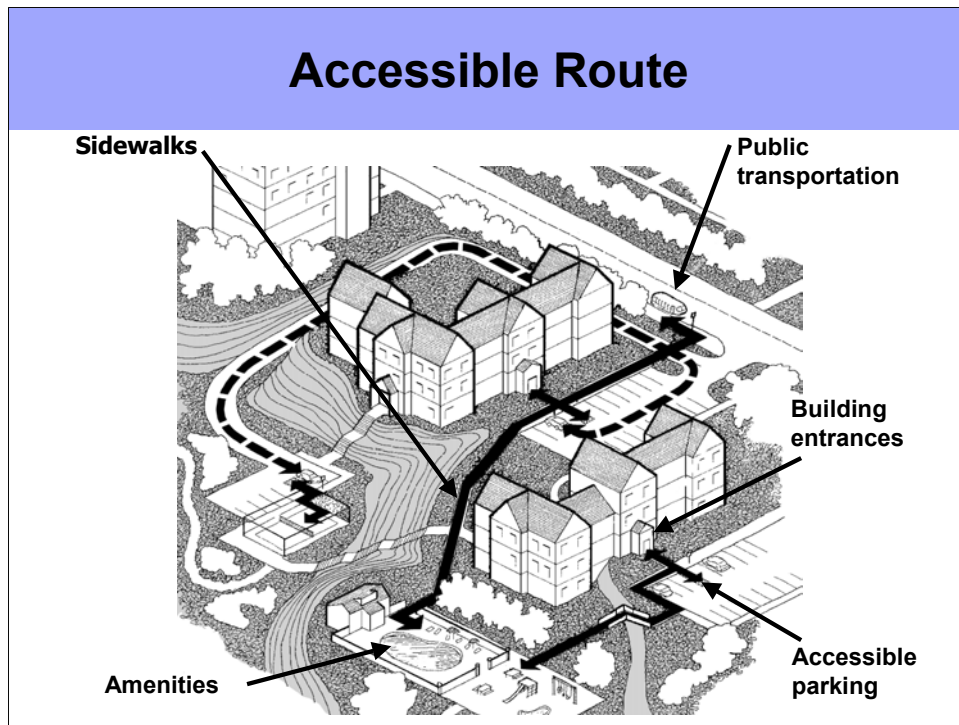 Accessible Route
Sidewalks
Public
transportation
Building
entrances
Accessible
parking
Amenities